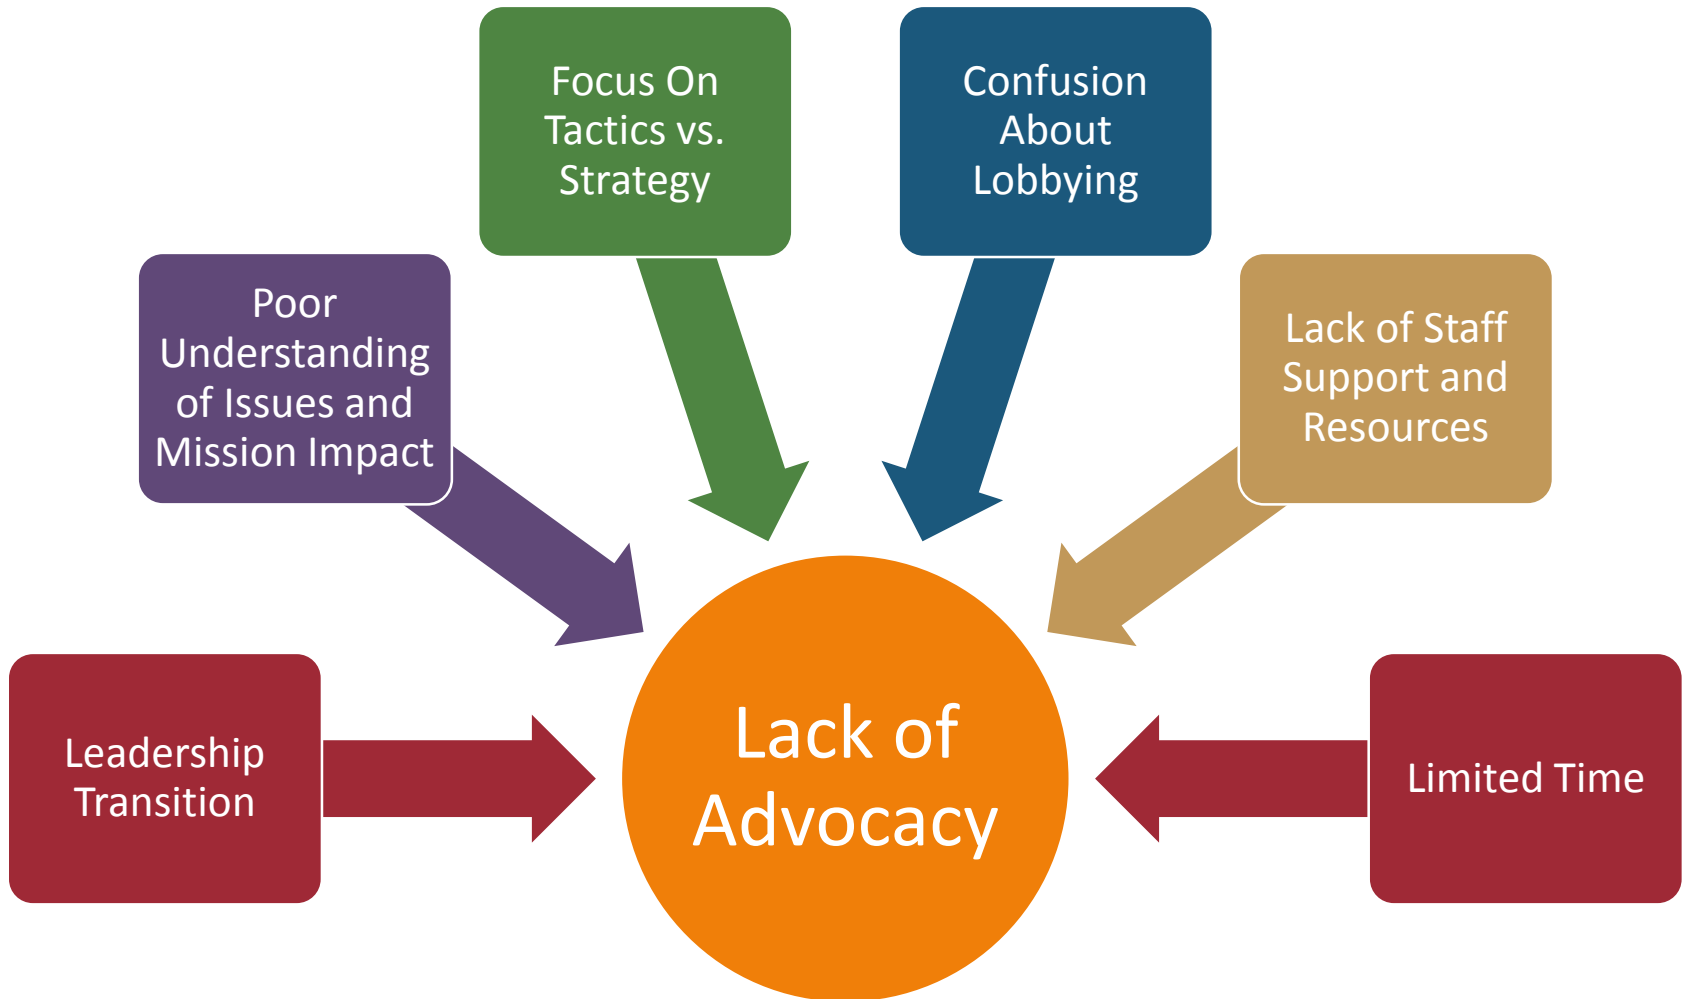 Focus On
Tactics vs.
Strategy
Confusion
About
Lobbying
Poor
Understanding
of Issues and
Mission Impact
Lack of Staff
Support and
Resources
Leadership
Transition
Lack of
Advocacy
Limited Time